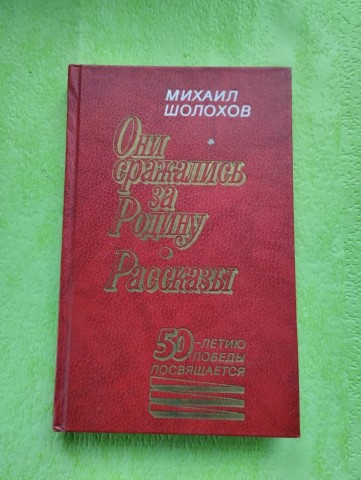 МИХАИЛ
ШОЛОХОВ
Они
сражались
за
Родину
Рассказы
50-ЛЕТИЮ
ПОБЕДЫ
ПОСВЯЩАЕТСЯ